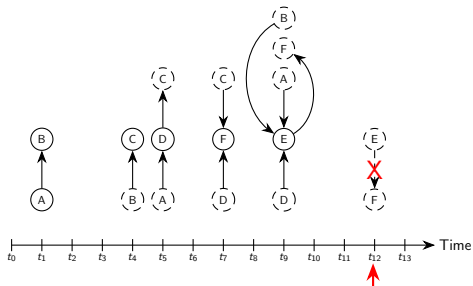 B
F
C C A
B C D F E E
A B A D D F
X
Time
t0 t1 t2 t3 t4 t5 t6 t7 t8 t9 t10 t11 t12 t13